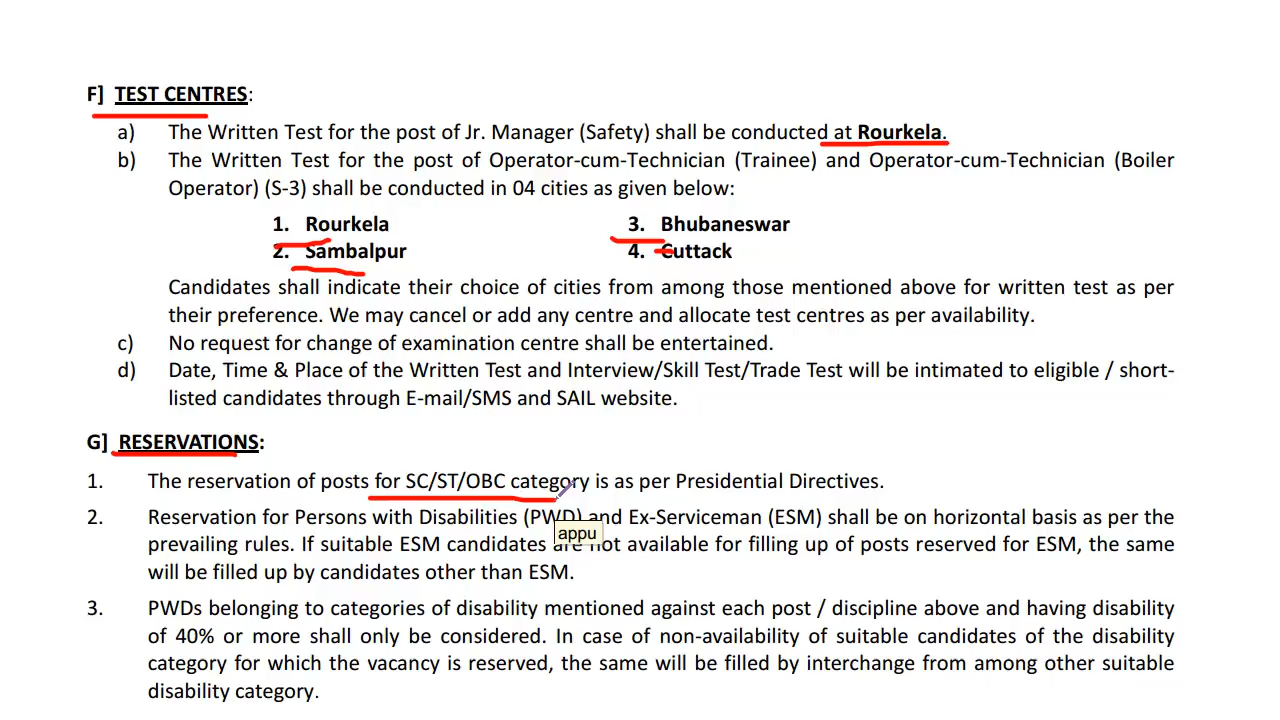 F] TEST CENTRES:
a) The Written Test for the post of Jr. Manager (Safety) shall be conducted at Rourkela.
b) The Written Test for the post of Operator-cum-Technician (Trainee) and Operator-cum-Technician (Boiler
Operator) (S-3) shall be conducted in 04 cities as given below:
1. Rourkela 3. Bhubaneswar
2. Sambalpur 4. Cuttack
Candidates shall indicate their choice of cities from among those mentioned above for written test as per
their preference. We may cancel or add any centre and allocate test centres as per availability.
c) No request for change of examination centre shall be entertained.
d) Date, Time & Place of the Written Test and Interview/Skill Test/Trade Test will be intimated to eligible / short-
listed candidates through E-mail/SMS and SAIL website.
G] RESERVATIONS:
1. The reservation of posts for SC/ST/OBC category is as per Presidential Directives.
2. Reservation for Persons with Disabilities (PWD) and Ex-Serviceman (ESM) shall be on horizontal basis as per the
appu
prevailing rules. If suitable ESM candidates are not available for filling up of posts reserved for ESM, the same
will be filled up by candidates other than ESM.
3. PWDs belonging to categories of disability mentioned against each post / discipline above and having disability
of 40% or more shall only be considered. In case of non-availability of suitable candidates of the disability
category for which the vacancy is reserved, the same will be filled by interchange from among other suitable
disability category.